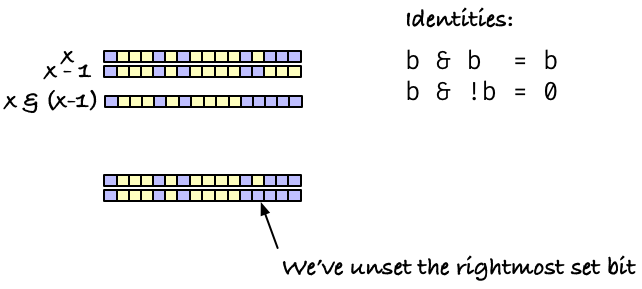 Identities:
x
x - 1
x & (x-1)
b & b = b
b & !b = 0
We've unset the rightmost set bit